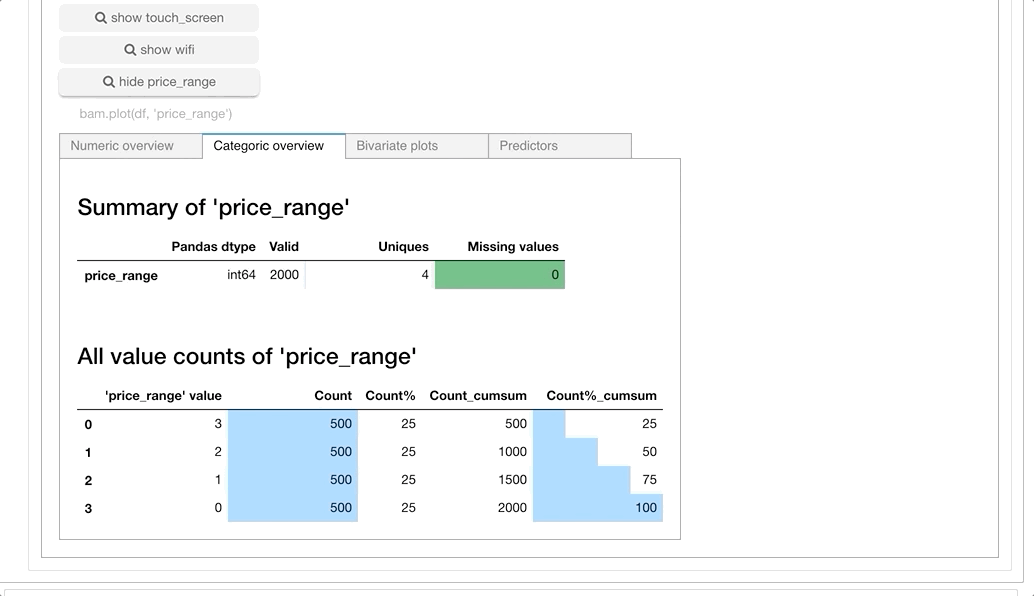 show touch_screen
show wifi
hide price_range
bam.plot(df, 'price_range')
Numeric overview Categoric overview Bivariate plots Predictors
Summary of 'price_range'
Pandas dtype Valid Uniques Missing values
price_range int64 2000 4 0
All value counts of 'price_range'
'price_range' value Count Count% Count_cumsum Count%_cumsum
0 3 500 25 500 25
1 2 500 25 1000 50
2 1 500 25 1500 75
3 0 500 25 2000 100